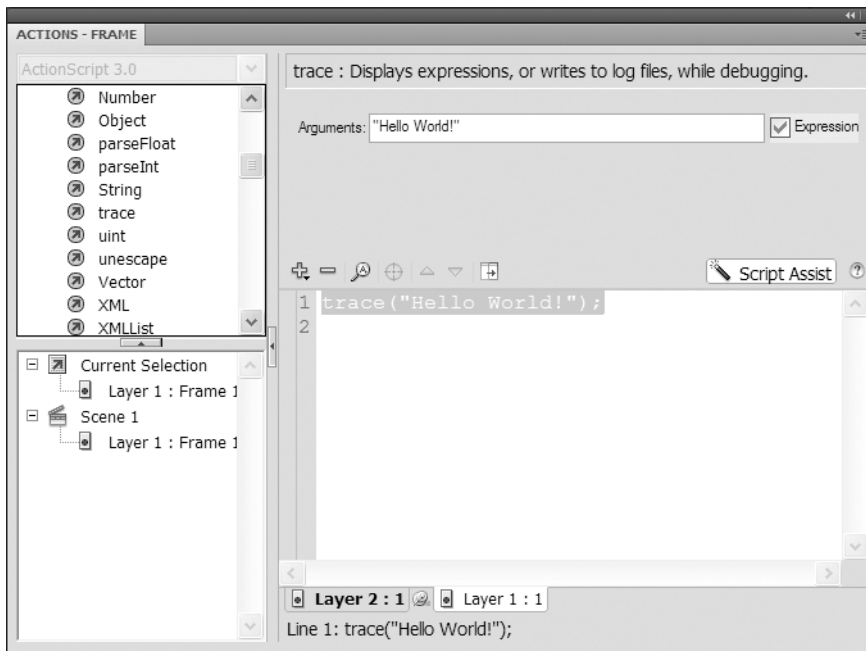 ACTIONS - FRAME
ActionScript 3.0
Number
Object
parseFloat
parseInt
String
trace
uint
unescape
Vector
XML
XMLList
Current Selection
Layer 1 : Frame 1
Scene 1
Layer 1 : Frame 1
trace : Displays expressions, or writes to log files, while debugging.
Arguments: "Hello World!" Expression
Script Assist
1 trace("Hello World!");
2
Layer 2 : 1 Layer 1 : 1
Line 1: trace("Hello World!");